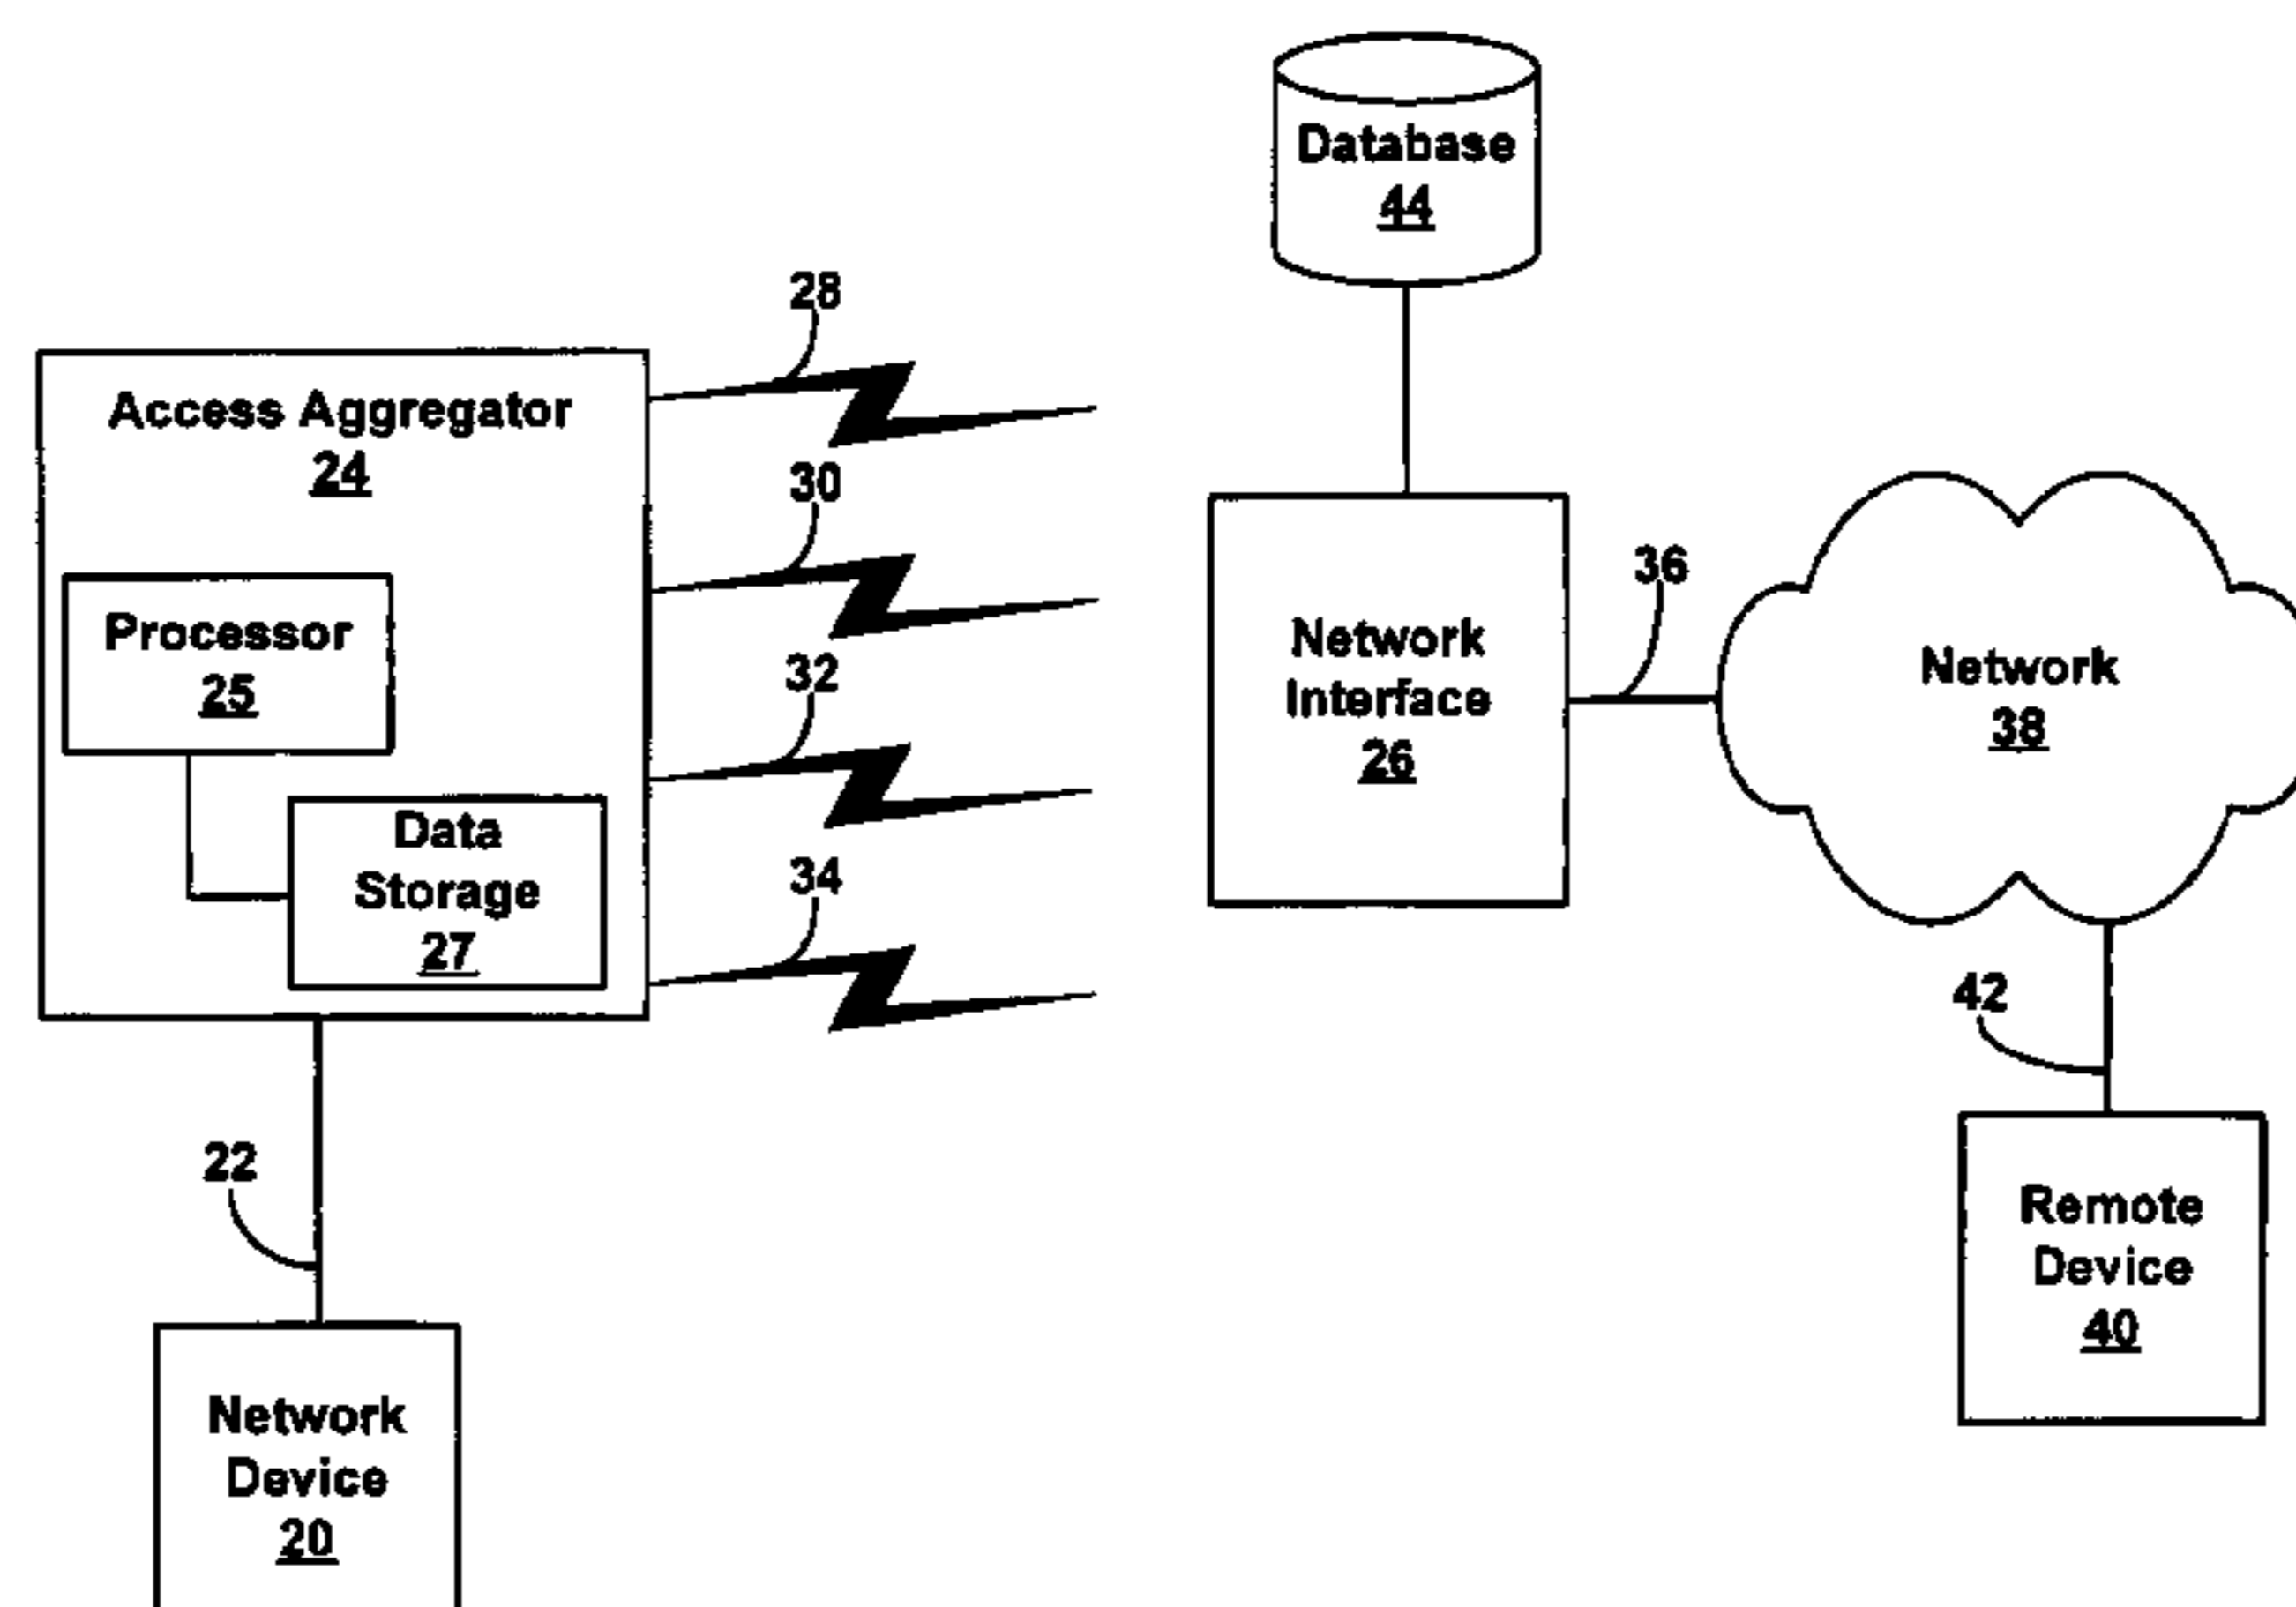 Database
44
28
Access Aggregator
24
30
36
Processor
25
32
Network
Interface
26
Network
38
Data
Storage
27
34
42
22
Remote
Device
40
Network
Device
20